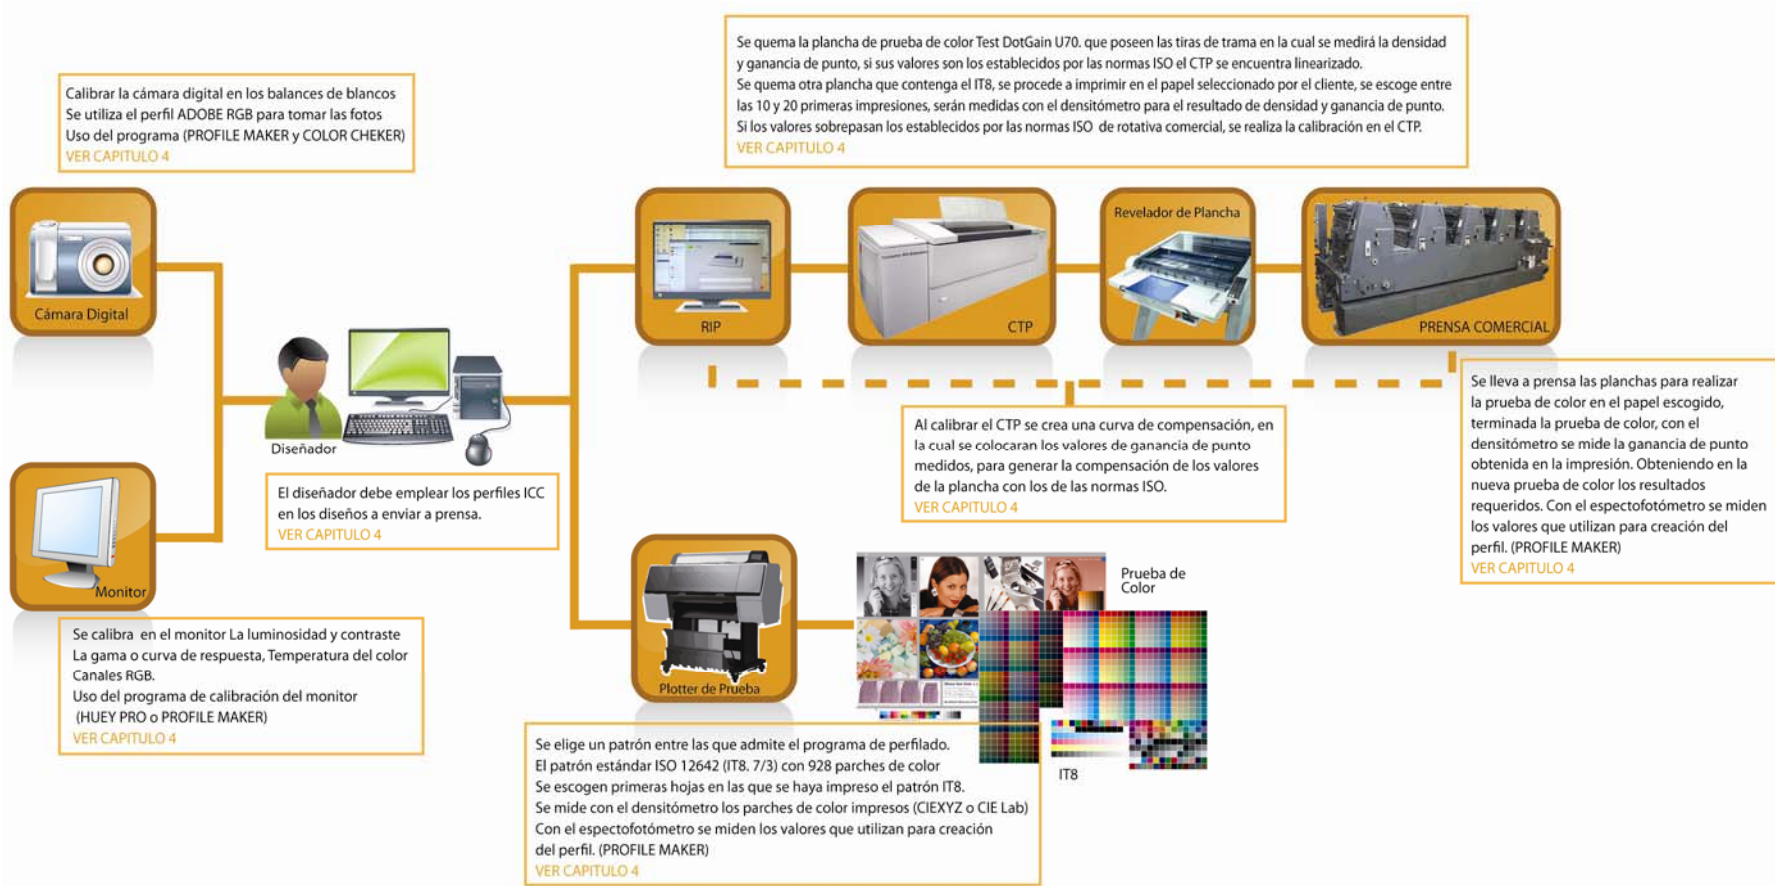 Se quema la plancha de prueba de color Test DotGain U70. que poseen las tiras de trama en la cual se medirá la densidad
y ganancia de punto, si sus valores son los establecidos por las normas ISO el CTP se encuentra linearizado.
Se quema otra plancha que contenga el IT8, se procede a imprimir en el papel seleccionado por el cliente, se escoge entre
las 10 y 20 primeras impresiones, serán medidas con el densitómetro para el resultado de densidad y ganancia de punto.
Si los valores sobrepasan los establecidos por las normas ISO de rotativa comercial, se realiza la calibración en el CTP.
VER CAPITULO 4
Calibrar la cámara digital en los balances de blancos
Se utiliza el perfil ADOBE RGB para tomar las fotos
Uso del programa (PROFILE MAKER y COLOR CHEKER)
VER CAPITULO 4
Cámara Digital
RIP
CTP
Revelador de Plancha
PRENSA COMERCIAL
Diseñador
El diseñador debe emplear los perfiles ICC
en los diseños a enviar a prensa.
VER CAPITULO 4
Al calibrar el CTP se crea una curva de compensación, en
la cual se colocaran los valores de ganancia de punto
medidos, para generar la compensación de los valores
de la plancha con los de las normas ISO.
VER CAPITULO 4
Se lleva a prensa las planchas para realizar
la prueba de color en el papel escogido,
terminada la prueba de color, con el
densitómetro se mide la ganancia de punto
obtenida en la impresión. Obteniendo en la
nueva prueba de color los resultados
requeridos. Con el espectofotómetro se miden
los valores que utilizan para creación del
perfil. (PROFILE MAKER)
VER CAPITULO 4
Monitor
Se calibra en el monitor La luminosidad y contraste
La gama o curva de respuesta, Temperatura del color
Canales RGB.
Uso del programa de calibración del monitor
(HUEY PRO o PROFILE MAKER)
VER CAPITULO 4
Plotter de Prueba
Prueba de
Color
IT8
Se elige un patrón entre las que admite el programa de perfilado.
El patrón estándar ISO 12642 (IT8. 7/3) con 928 parches de color
Se escogen primeras hojas en las que se haya impreso el patrón IT8.
Se mide con el densitómetro los parches de color impresos (CIEXYZ o CIE Lab)
Con el espectofotómetro se miden los valores que utilizan para creación
del perfil. (PROFILE MAKER)
VER CAPITULO 4